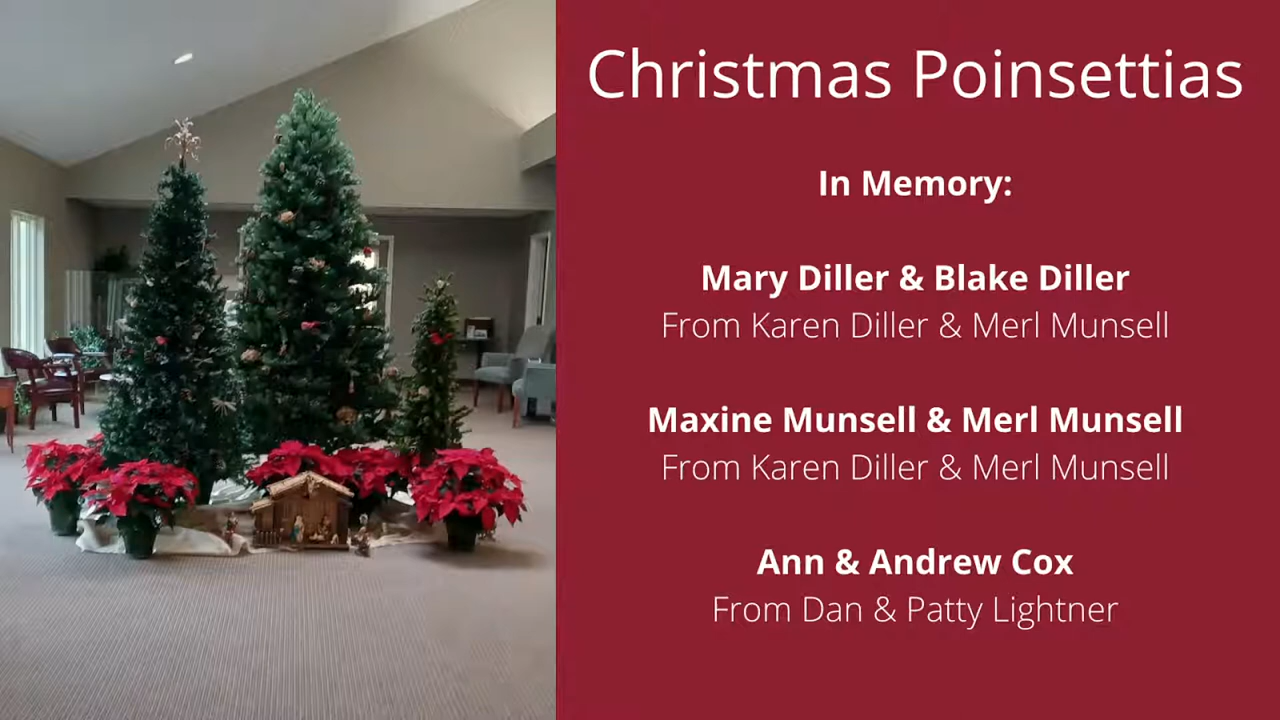 Christmas Poinsettias
In Memory:
Mary Diller & Blake Diller
From Karen Diller & Merl Munsell
Maxine Munsell & Merl Munsell
From Karen Diller & Merl Munsell
Ann & Andrew Cox
From Dan & Patty Lightner